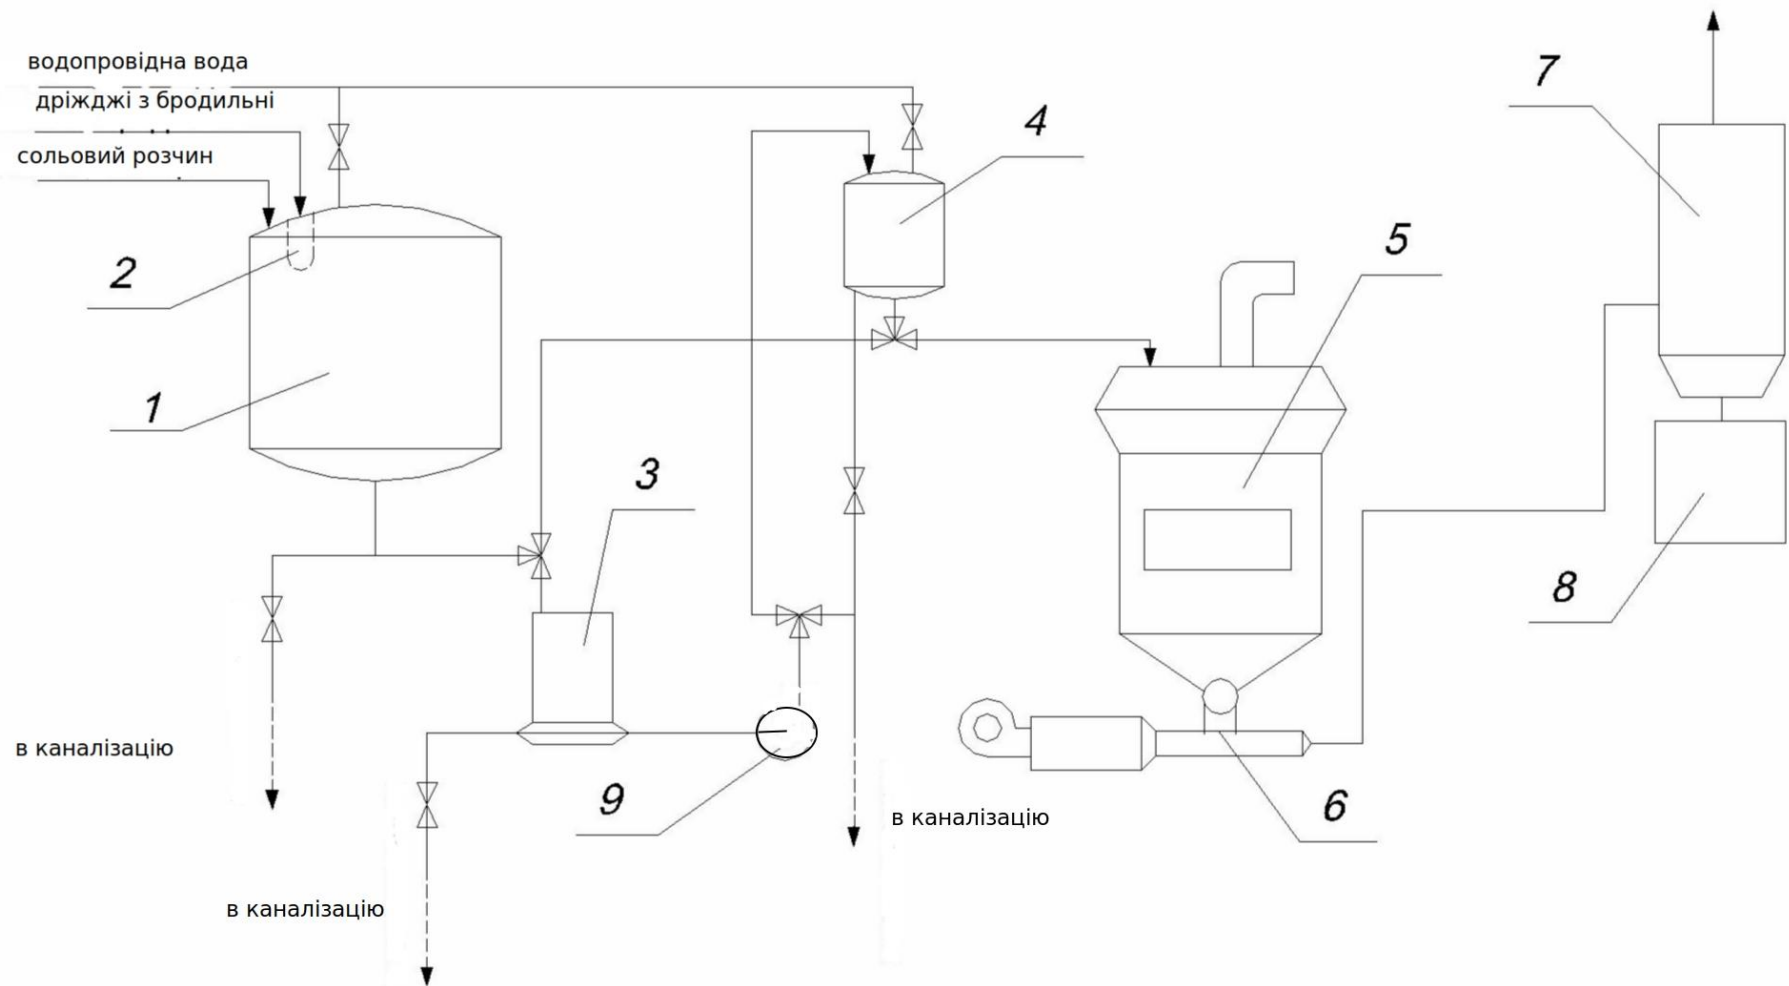 водопровідна вода
дріжджі з бродильні
сольовий розчин
7
4
5
2
1
3
8
в каналізацію
9
6
в каналізацію
в каналізацію